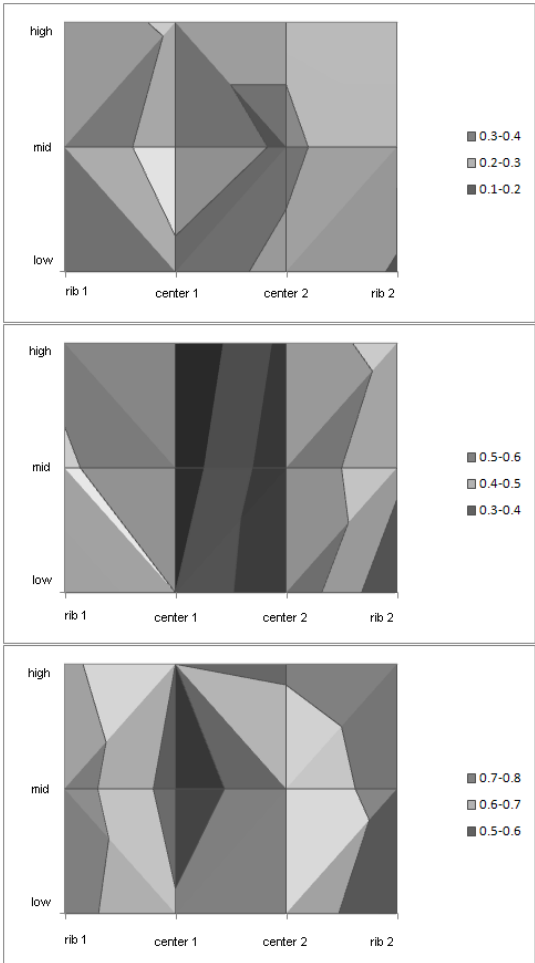 high
mid
low
rib 1 center 1 center 2 rib 2
0.3-0.4
0.2-0.3
0.1-0.2
high
mid
low
rib 1 center 1 center 2 rib 2
0.5-0.6
0.4-0.5
0.3-0.4
high
mid
low
rib 1 center 1 center 2 rib 2
0.7-0.8
0.6-0.7
0.5-0.6